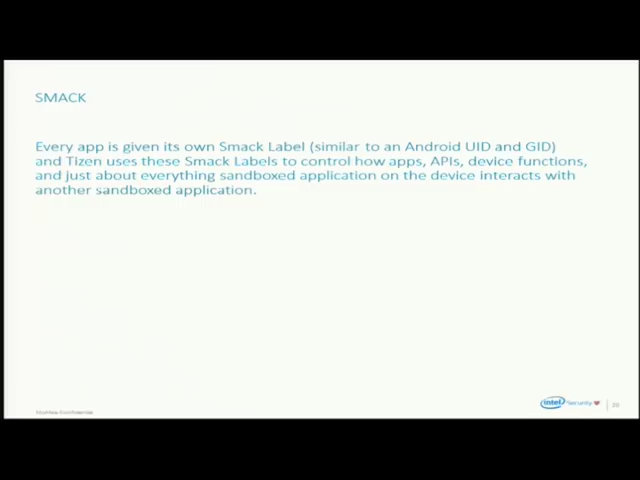 SMACK
Every app is given its own Smack Label (similar to an Android UID and GID)
and Tizen uses these Smack Labels to control how apps, APIs, device functions,
and just about everything sandboxed application on the device interacts with
another sandboxed application.
intel Security
Confidential